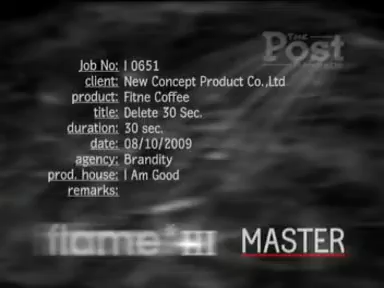 THE
Post
Job No: I 0651
client: New Concept Product Co.,Ltd
product: Fitne Coffee
title: Delete 30 Sec.
duration: 30 sec.
date: 08/10/2009
agency: Brandity
prod. house: I Am Good
remarks:
flame III MASTER